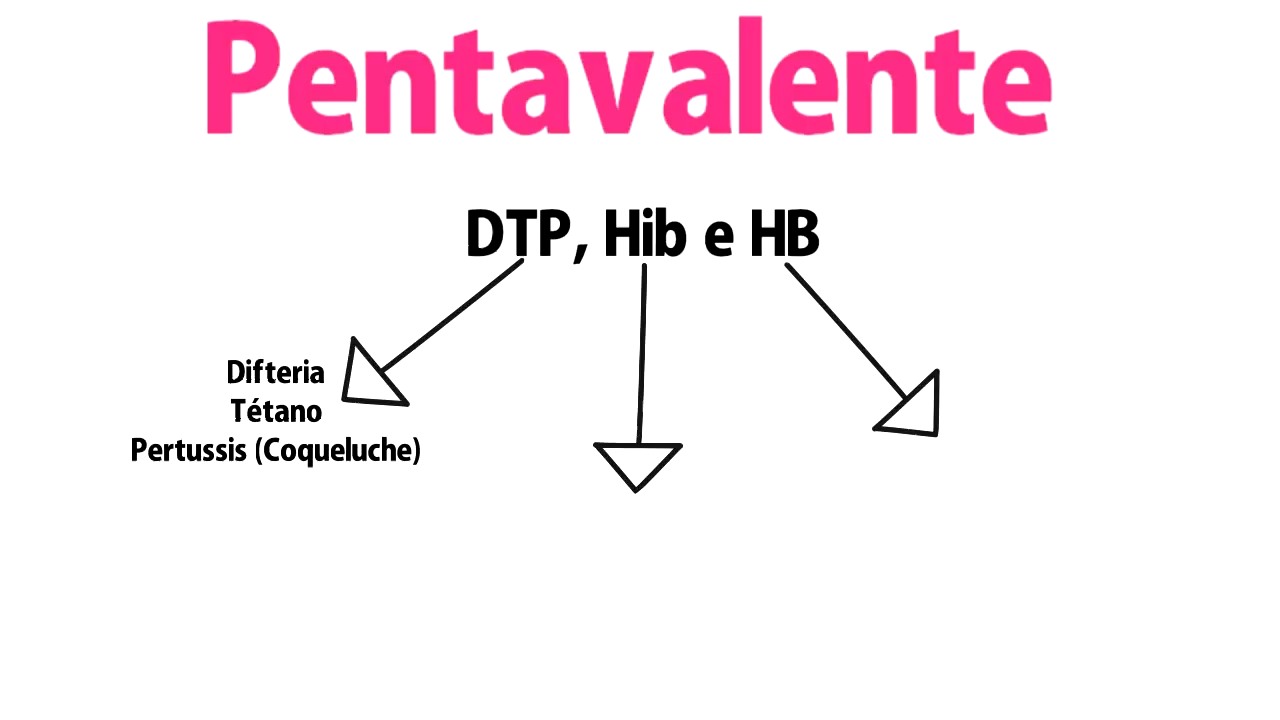 Pentavalente
DTP, Hib e HB
Difteria
Tétano
Pertussis (Coqueluche)